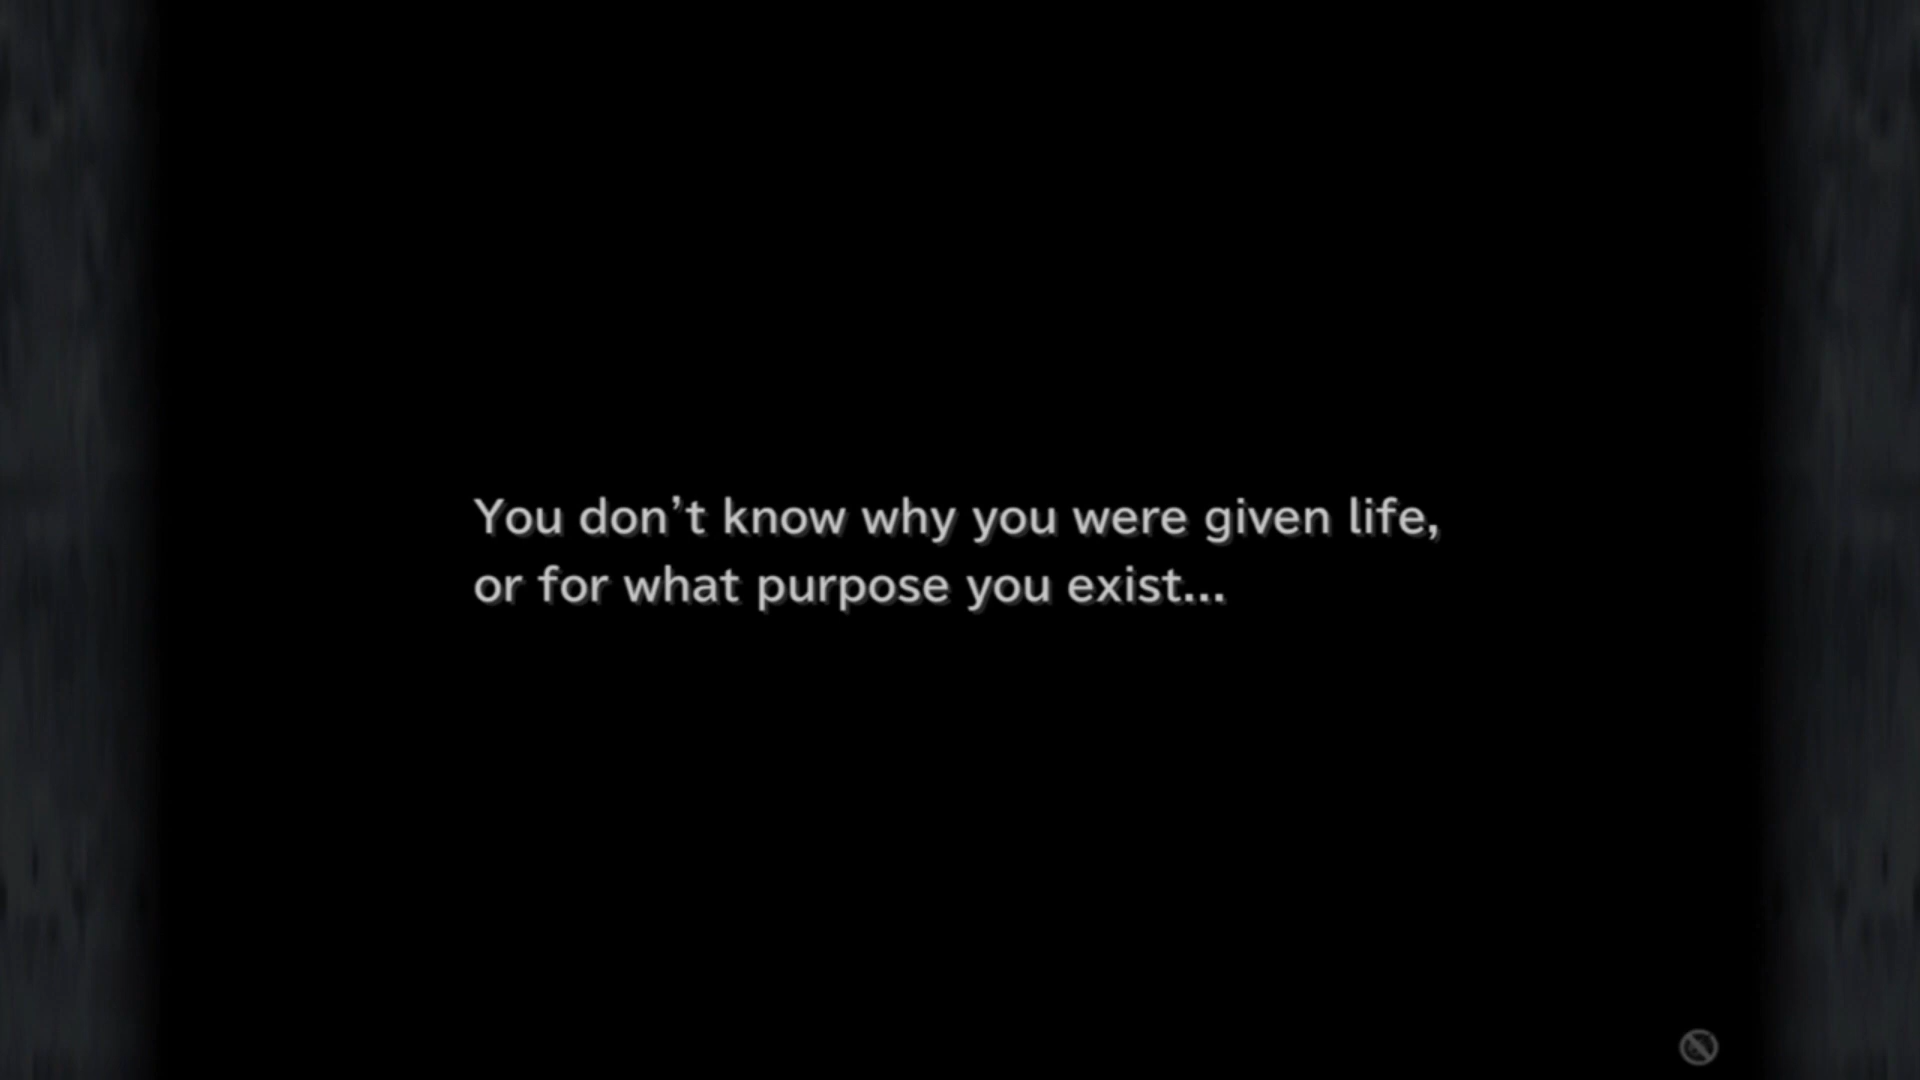 You don’t know why you were given life,
or for what purpose you exist...